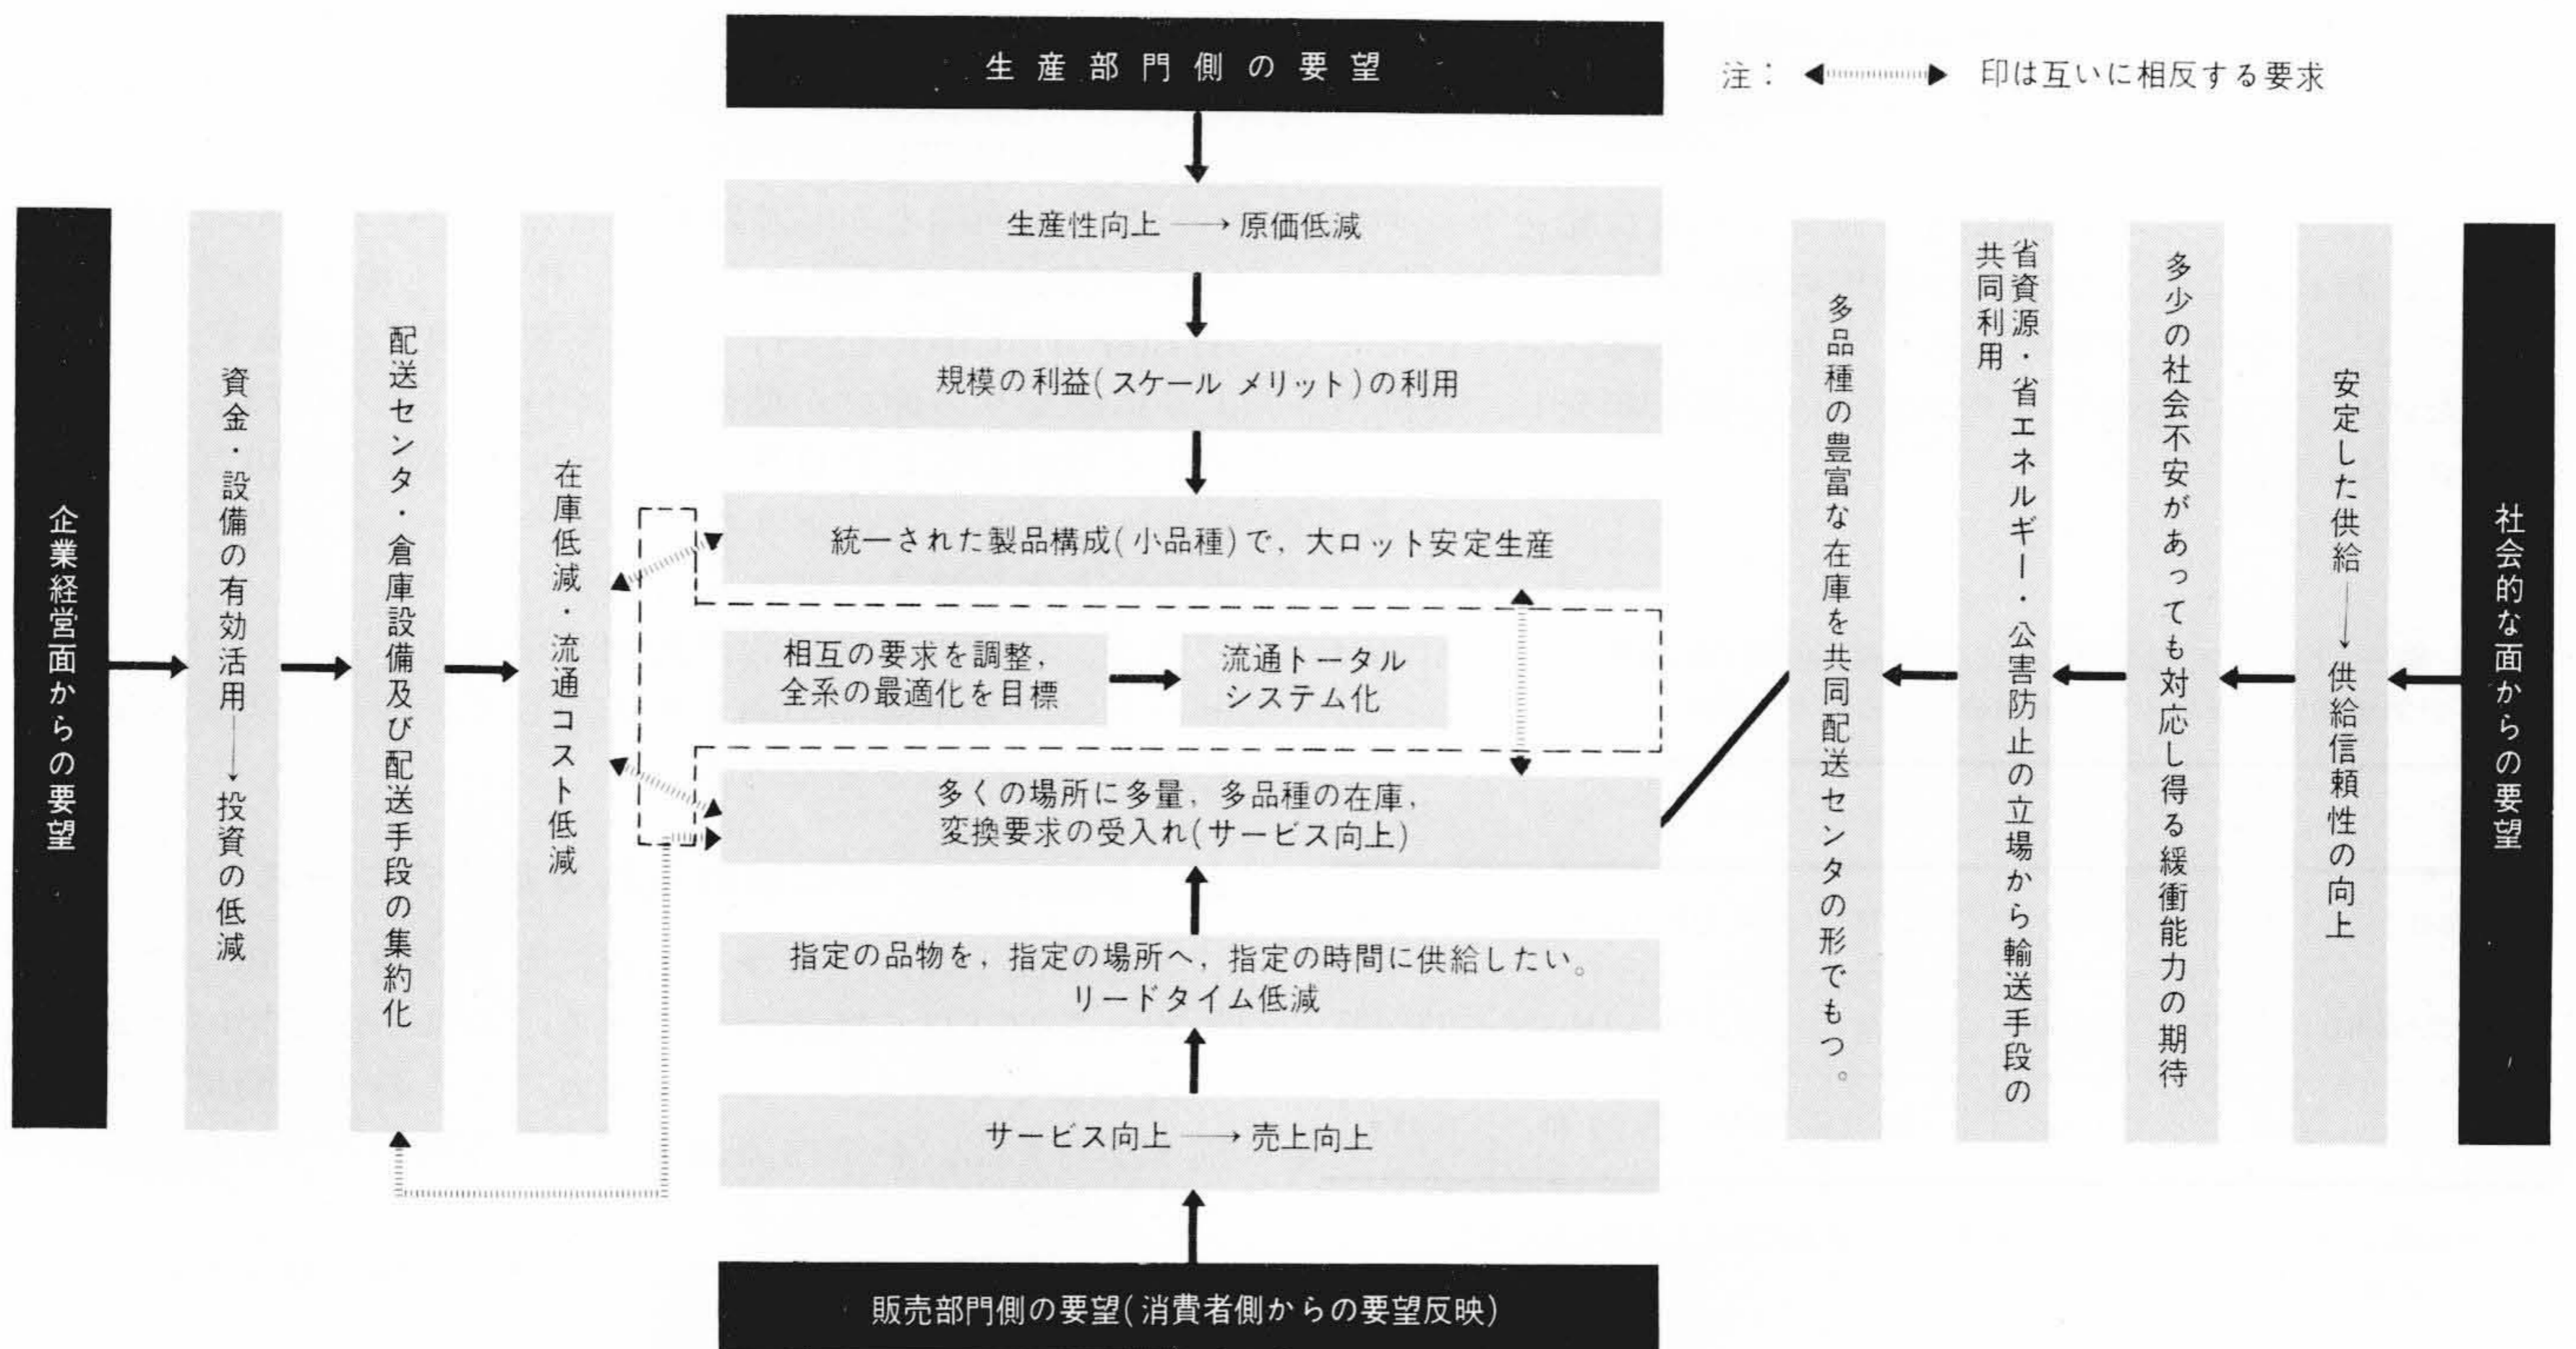 生産部門側の要望
注： 印は互いに相反する要求
生産性向上 → 原価低減
規模の利益(スケール メリット)の利用
統一された製品構成(小品種)で，大ロット安定生産
相互の要求を調整，
全系の最適化を目標
流通トータル
システム化
多くの場所に多量，多品種の在庫，
変換要求の受入れ(サービス向上)
指定の品物を，指定の場所へ，指定の時間に供給したい。
リードタイム低減
サービス向上 → 売上向上
販売部門側の要望(消費者側からの要望反映)
企業経営面からの要望
資金・設備の有効活用→投資の低減
配送センタ・倉庫設備及び配送手段の集約化
在庫低減・流通コスト低減
社会的な面からの要望
安定した供給→供給信頼性の向上
多少の社会不安があっても対応し得る緩衝能力の期待
省資源・省エネルギー・公害防止の立場から輸送手段の
共同利用
多品種の豊富な在庫を共同配送センタの形でもつ。